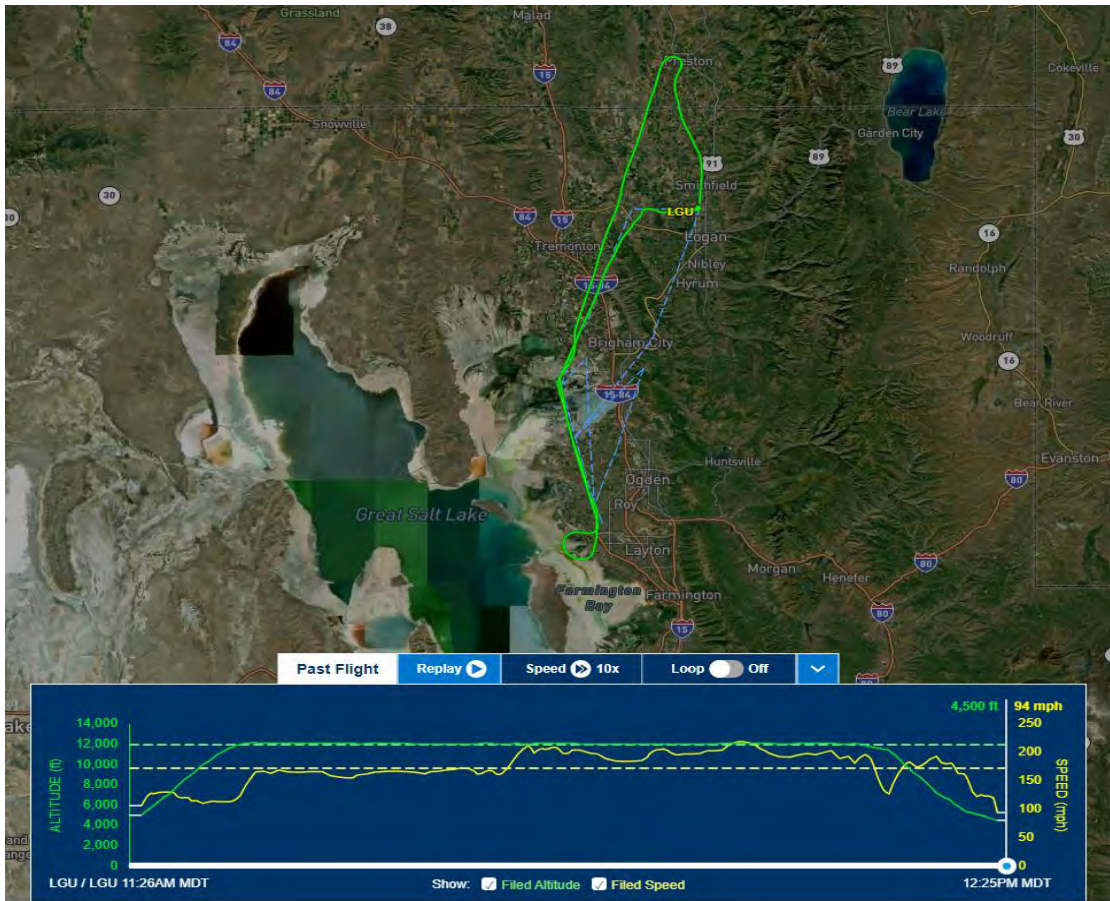 Grassland
38
Malad
84
15
Preston
89
Cokeville
84
Bear Lake
Snowville
Garden City
30
91
89
30
Smithfield
LGU
84
15
Logan
16
Tremonton
Nibley
Randolph
15-84
Hyrum
Woodruff
Brigham City
16
15-84
Bear River
Huntsville
Evanston
Ogden
80
Roy
Great Salt Lake
Layton
Morgan
80
Henefer
Farmington
Bay
Farmington
80
15
Past Flight Replay Speed 10x Loop Off
4,500 ft 94 mph
14,000
12,000
10,000
8,000
6,000
4,000
2,000
0
ALTITUDE (ft)
250
200
150
100
50
0
SPEED (mph)
LGU / LGU 11:26AM MDT Show: Filed Altitude Filed Speed 12:25PM MDT